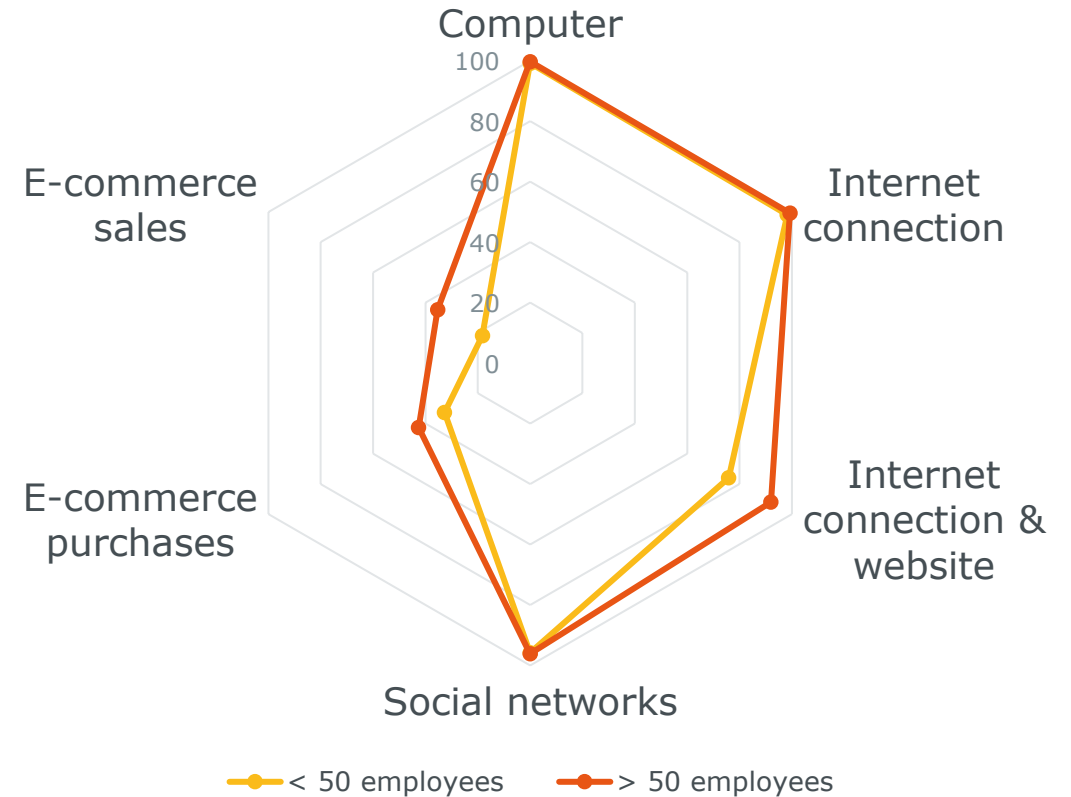 Computer
100
80
60
40
20
0
E-commerce
sales
Internet
connection
E-commerce
purchases
Internet
connection &
website
Social networks
< 50 employees
> 50 employees